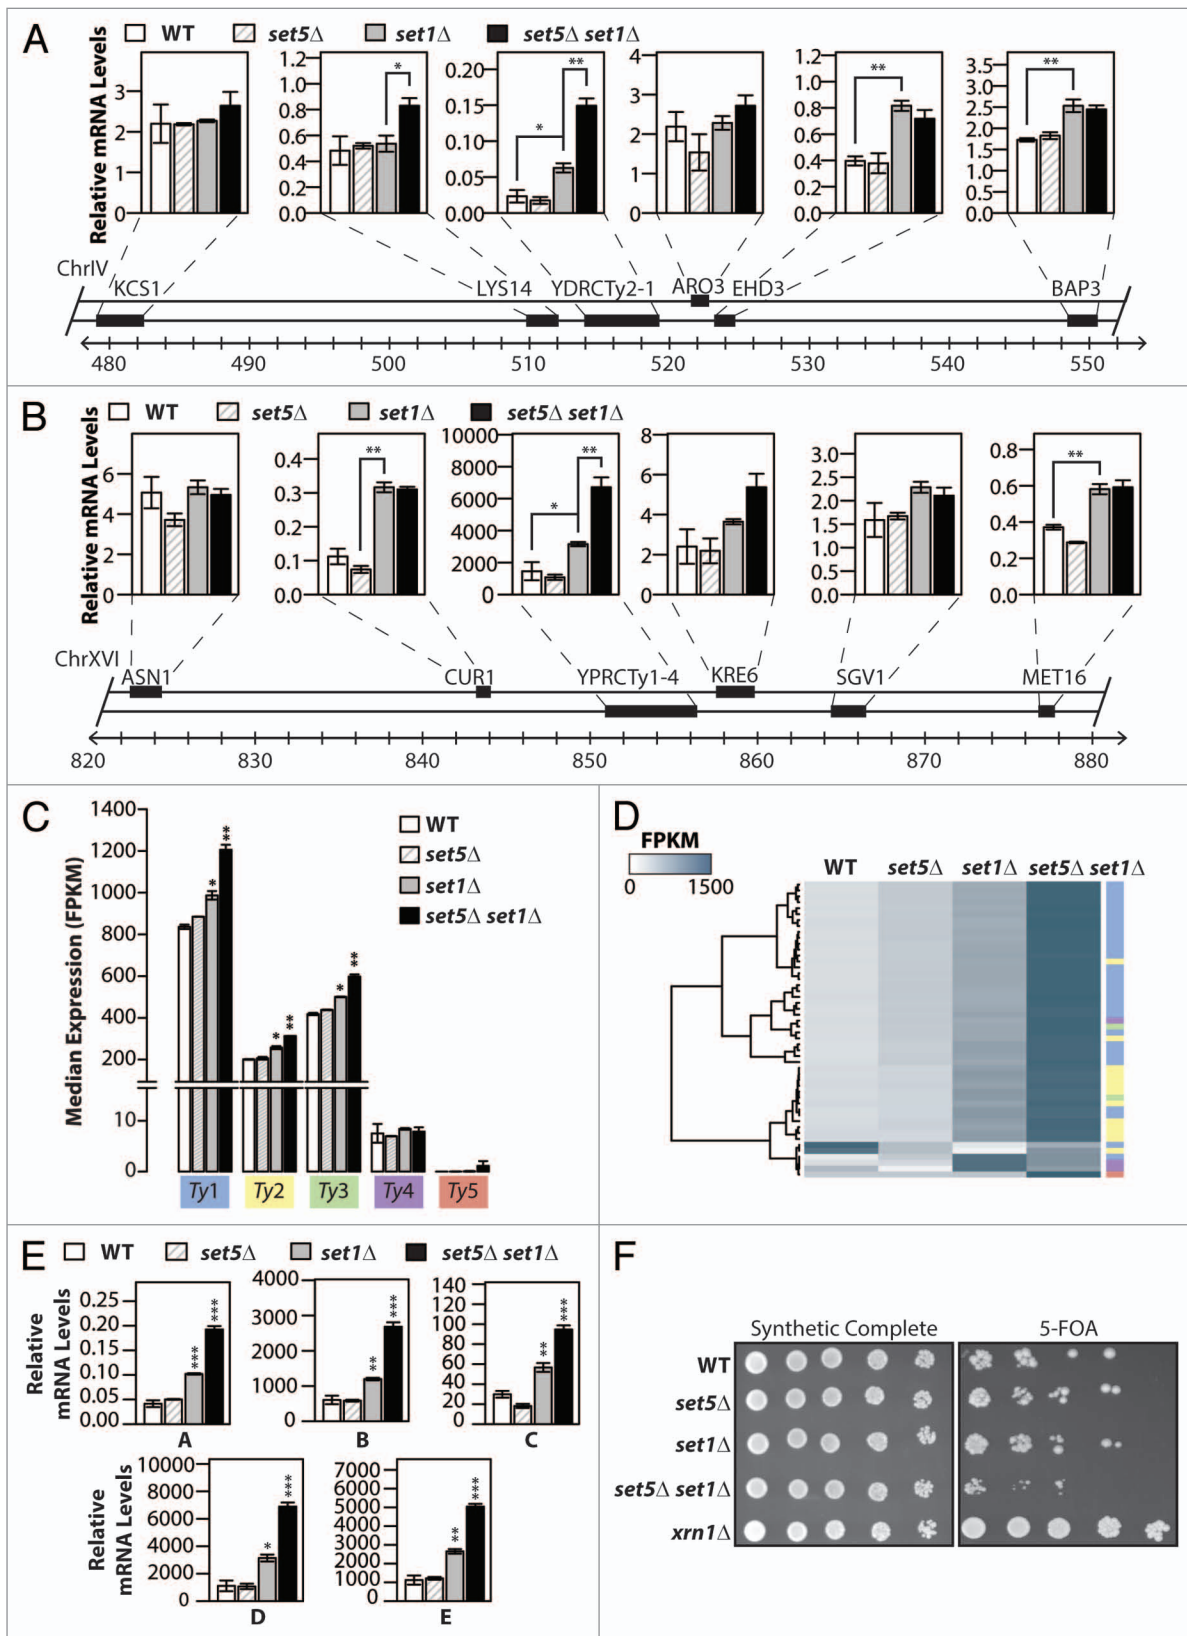 A WT set5Δ set1Δ set5Δ set1Δ
Relative mRNA Levels
3 2 1 0
1.2 1.0 0.8 0.6 0.4 0.2 0.0 *
0.20 0.15 0.10 0.05 0.00 * **
4 3 2 1 0
1.2 1.0 0.8 0.6 0.4 0.2 0.0 **
3.5 3.0 2.5 2.0 1.5 1.0 0.5 0.0 **
ChrIV
KCS1 LYS14 YDRCTy2-1 ARO3 EHD3 BAP3
480 490 500 510 520 530 540 550
B WT set5Δ set1Δ set5Δ set1Δ
Relative mRNA Levels
6 4 2 0
0.4 0.3 0.2 0.1 0.0 **
10000 8000 6000 4000 2000 0 * **
8 6 4 2 0
3.0 2.5 2.0 1.5 1.0 0.5 0.0
0.8 0.6 0.4 0.2 0.0 **
ChrXVI
ASN1 CUR1 YPRCTy1-4 KRE6 SGV1 MET16
820 830 840 850 860 870 880
C
Median Expression (FPKM)
1400 1200 1000 800 600 400 200 10 0
WT
set5Δ
set1Δ
set5Δ set1Δ
* ** * ** * **
Ty1 Ty2 Ty3 Ty4 Ty5
D
FPKM
0 1500
WT set5Δ set1Δ set5Δ set1Δ
E WT set5Δ set1Δ set5Δ set1Δ
Relative mRNA Levels
0.25 0.20 0.15 0.10 0.05 0.00 *** ***
A
4000 3000 2000 1000 0 ** ***
B
140 120 100 80 60 40 20 0 ** ***
C
Relative mRNA Levels
10000 8000 6000 4000 2000 0 * ***
D
7000 6000 5000 4000 3000 2000 1000 0 ** ***
E
F
Synthetic Complete 5-FOA
WT
set5Δ
set1Δ
set5Δ set1Δ
xrn1Δ